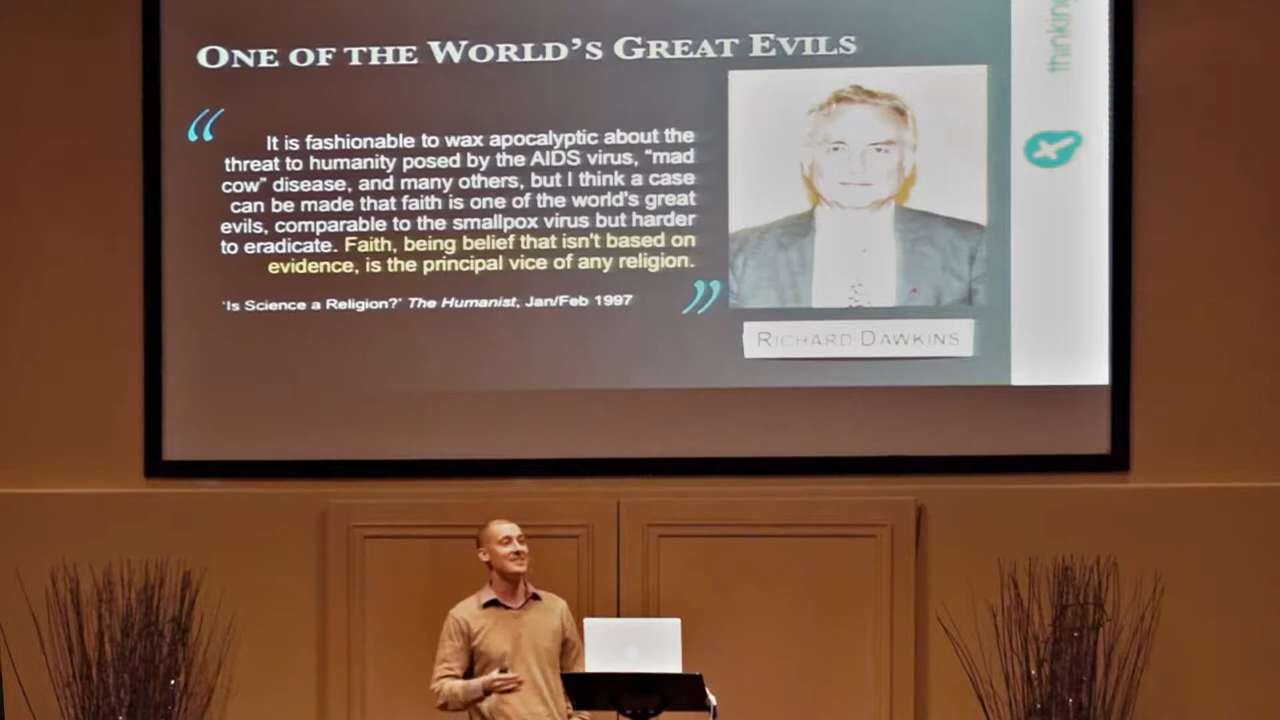 ONE OF THE WORLD'S GREAT EVILS
“
It is fashionable to wax apocalyptic about the
threat to humanity posed by the AIDS virus, "mad
cow" disease, and many others, but I think a case
can be made that faith is one of the world's great
evils, comparable to the smallpox virus but harder
to eradicate. Faith, being belief that isn't based on
evidence, is the principal vice of any religion.
”
'Is Science a Religion?' The Humanist, Jan/Feb 1997
RICHARD DAWKINS
thinking